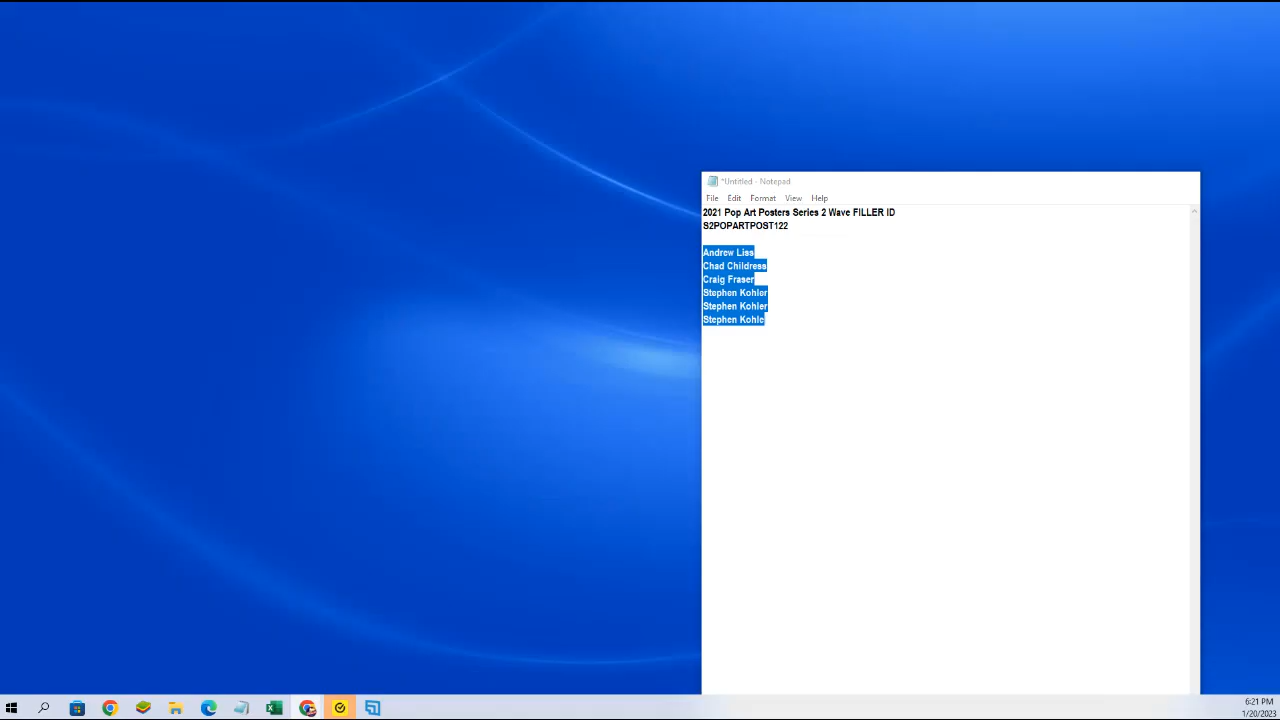 *Untitled - Notepad
File Edit Format View Help
2021 Pop Art Posters Series 2 Wave FILLER ID
S2POPARTPOST122
Andrew Liss
Chad Childress
Craig Fraser
Stephen Kohler
Stephen Kohler
Stephen Kohle
6:21 PM
1/20/2023